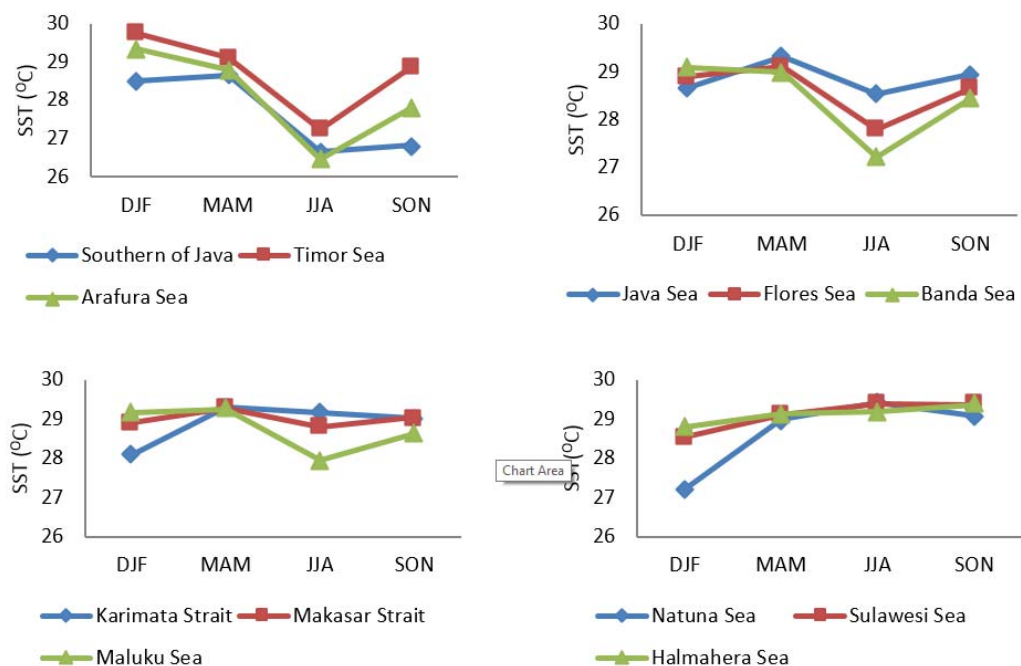 30
29
28
27
26
SST (°C)
DJF MAM JJA SON
Southern of Java Timor Sea
Arafura Sea
30
29
28
27
26
SST (°C)
DJF MAM JJA SON
Java Sea Flores Sea Banda Sea
30
29
28
27
26
SST (°C)
DJF MAM JJA SON
Karimata Strait Makasar Strait
Maluku Sea
Chart Area
30
29
28
27
26
SST (°C)
DJF MAM JJA SON
Natuna Sea Sulawesi Sea
Halmahera Sea